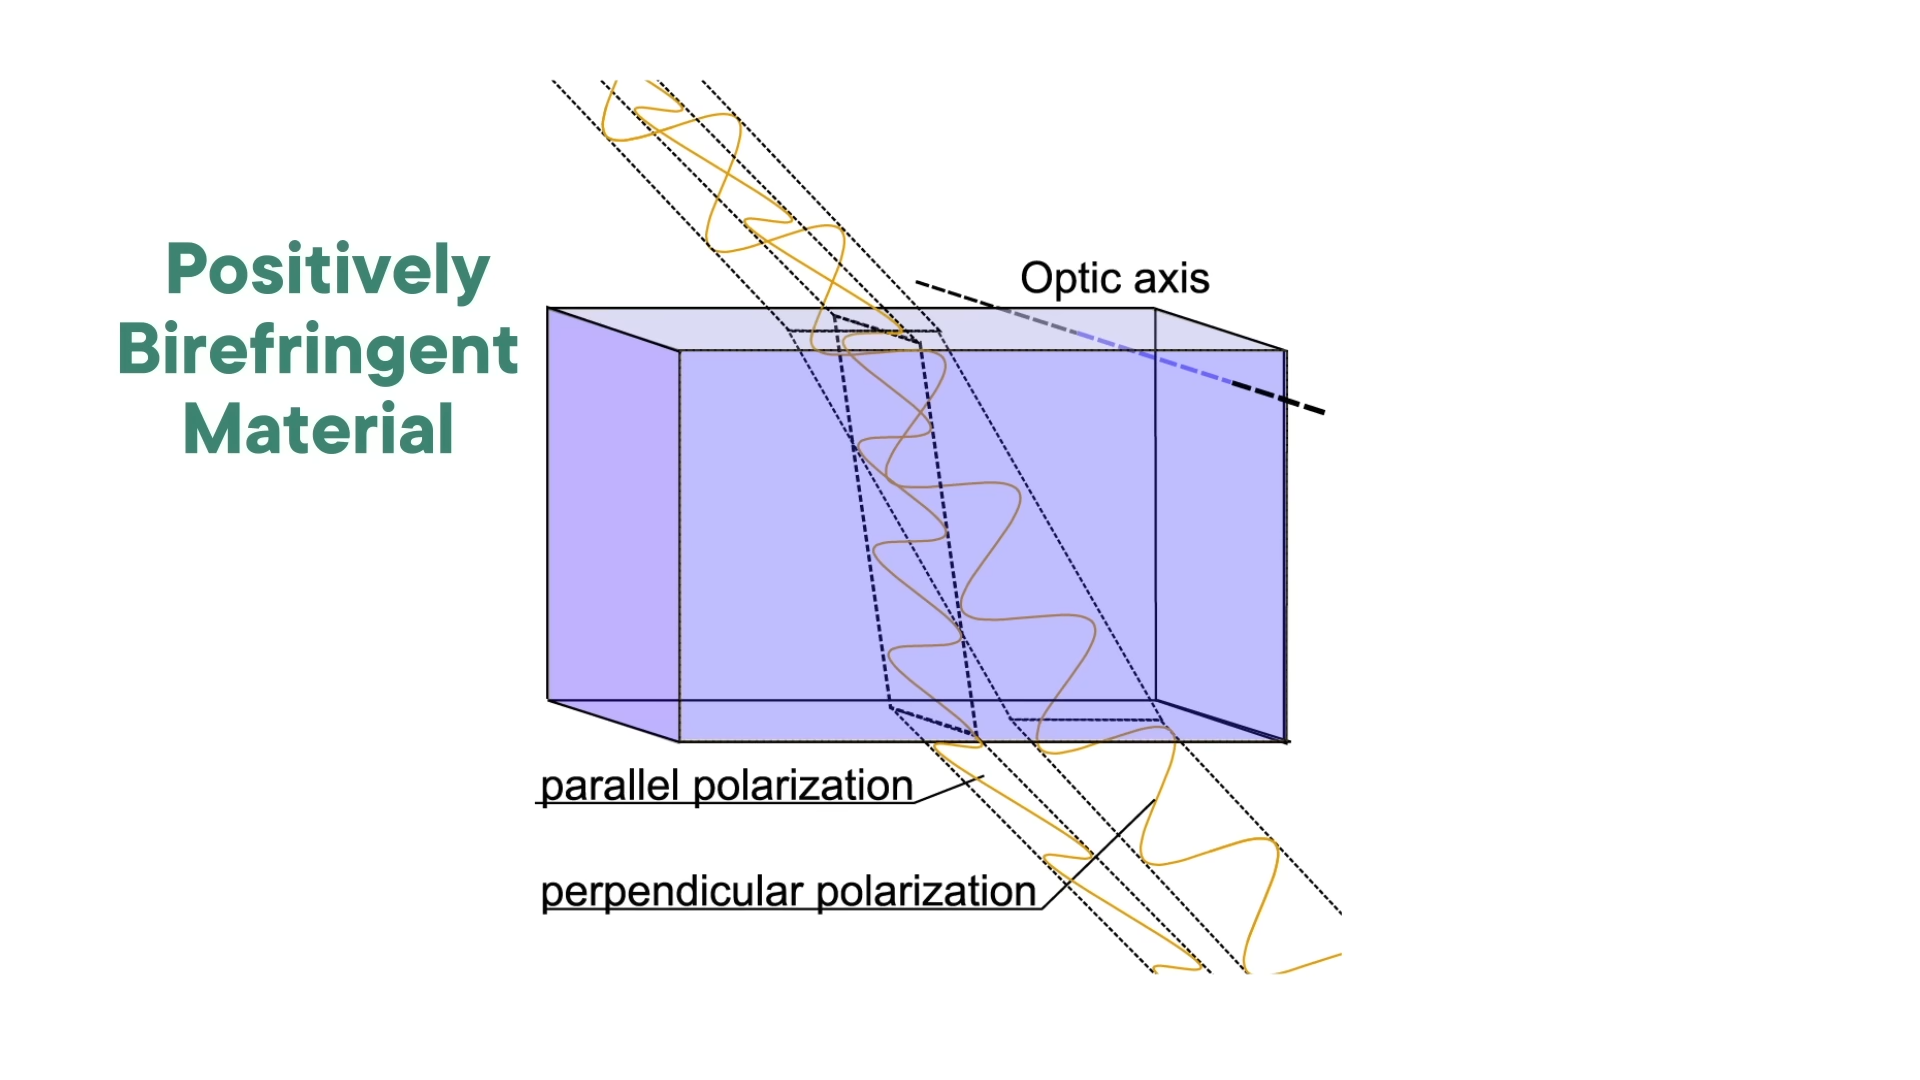 Positively
Birefringent
Material
Optic axis
parallel polarization
perpendicular polarization